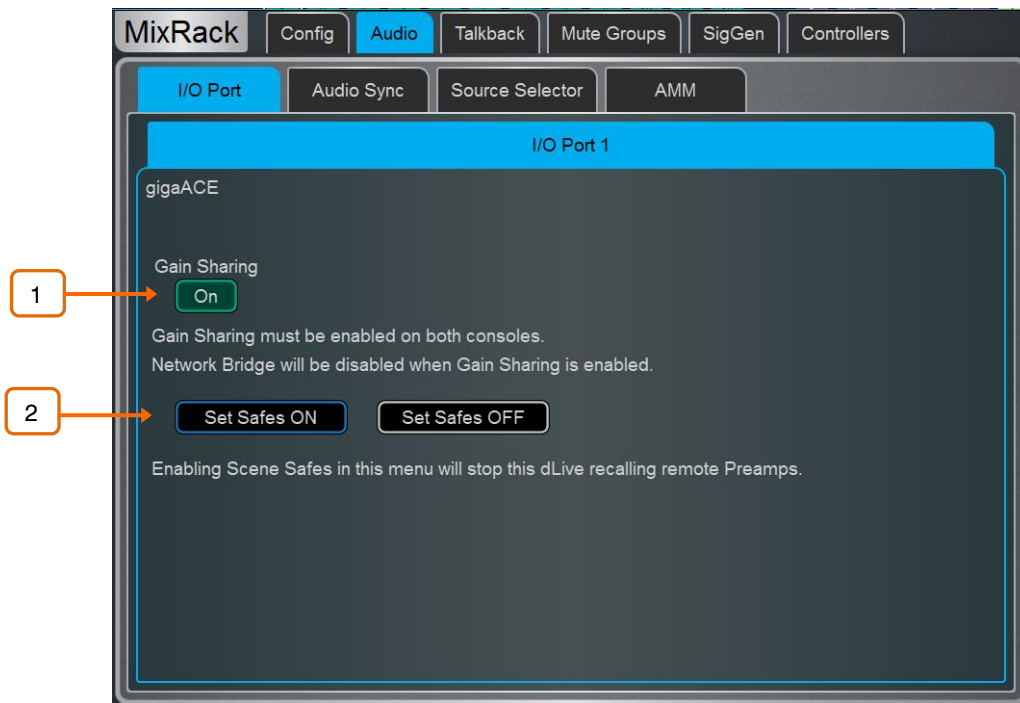 MixRack Config Audio Talkback Mute Groups SigGen Controllers
I/O Port Audio Sync Source Selector AMM
I/O Port 1
gigaACE
Gain Sharing
1 On
Gain Sharing must be enabled on both consoles.
Network Bridge will be disabled when Gain Sharing is enabled.
2 Set Safes ON Set Safes OFF
Enabling Scene Safes in this menu will stop this dLive recalling remote Preamps.